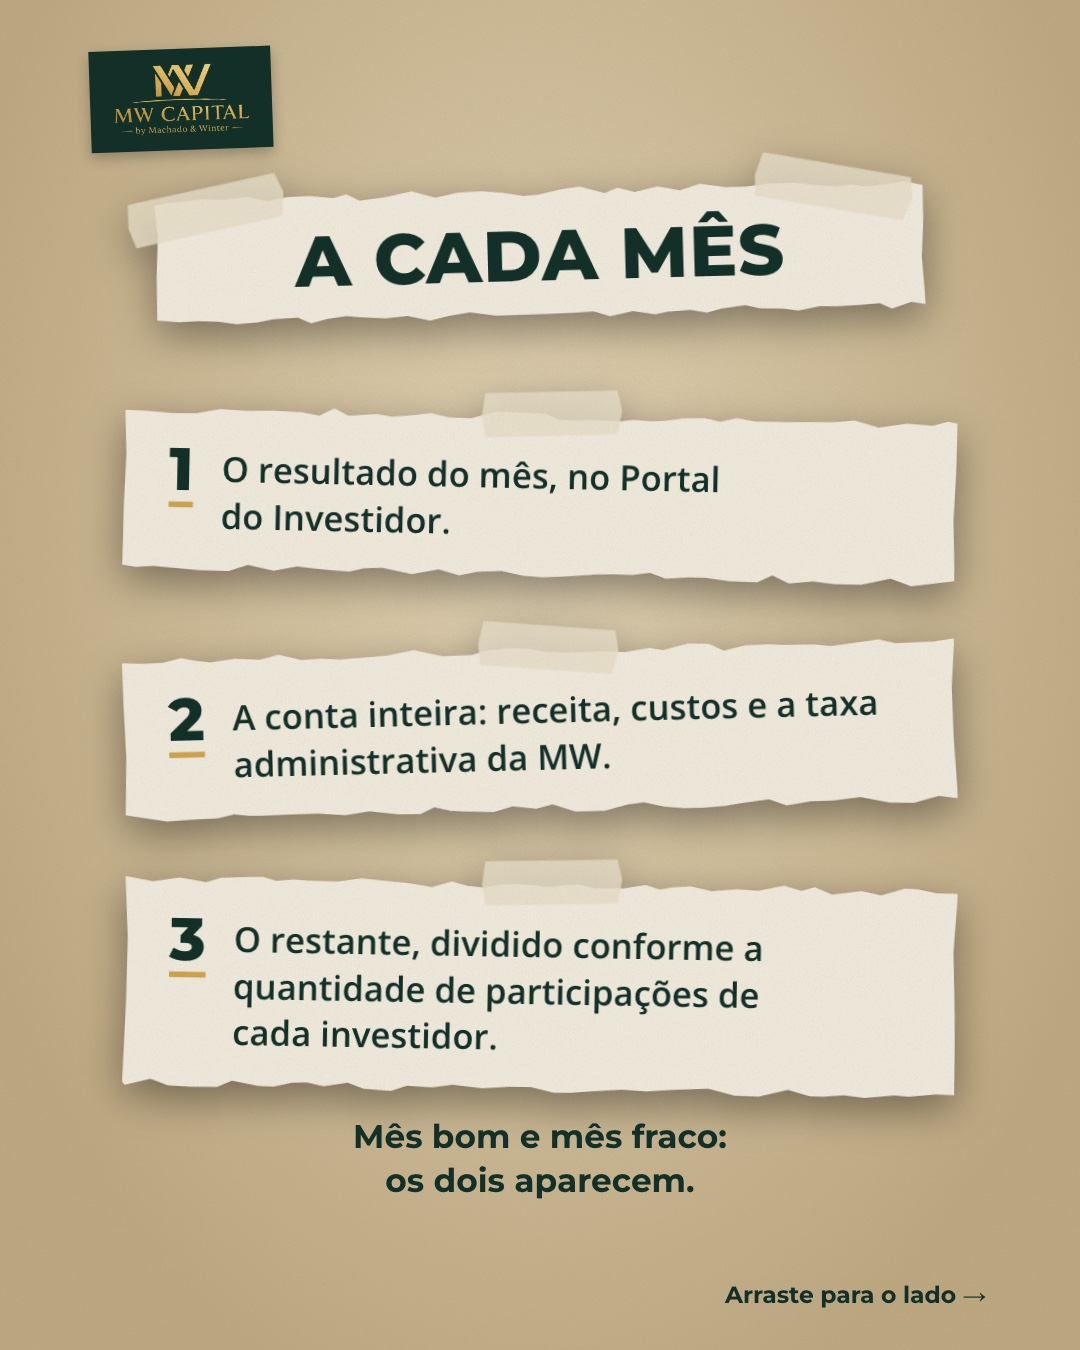 MW CAPITAL
by Machado & Winter
A CADA MÊS
1
O resultado do mês, no Portal
do Investidor.
2
A conta inteira: receita, custos e a taxa
administrativa da MW.
3
O restante, dividido conforme a
quantidade de participações de
cada investidor.
Mês bom e mês fraco:
os dois aparecem.
Arraste para o lado →